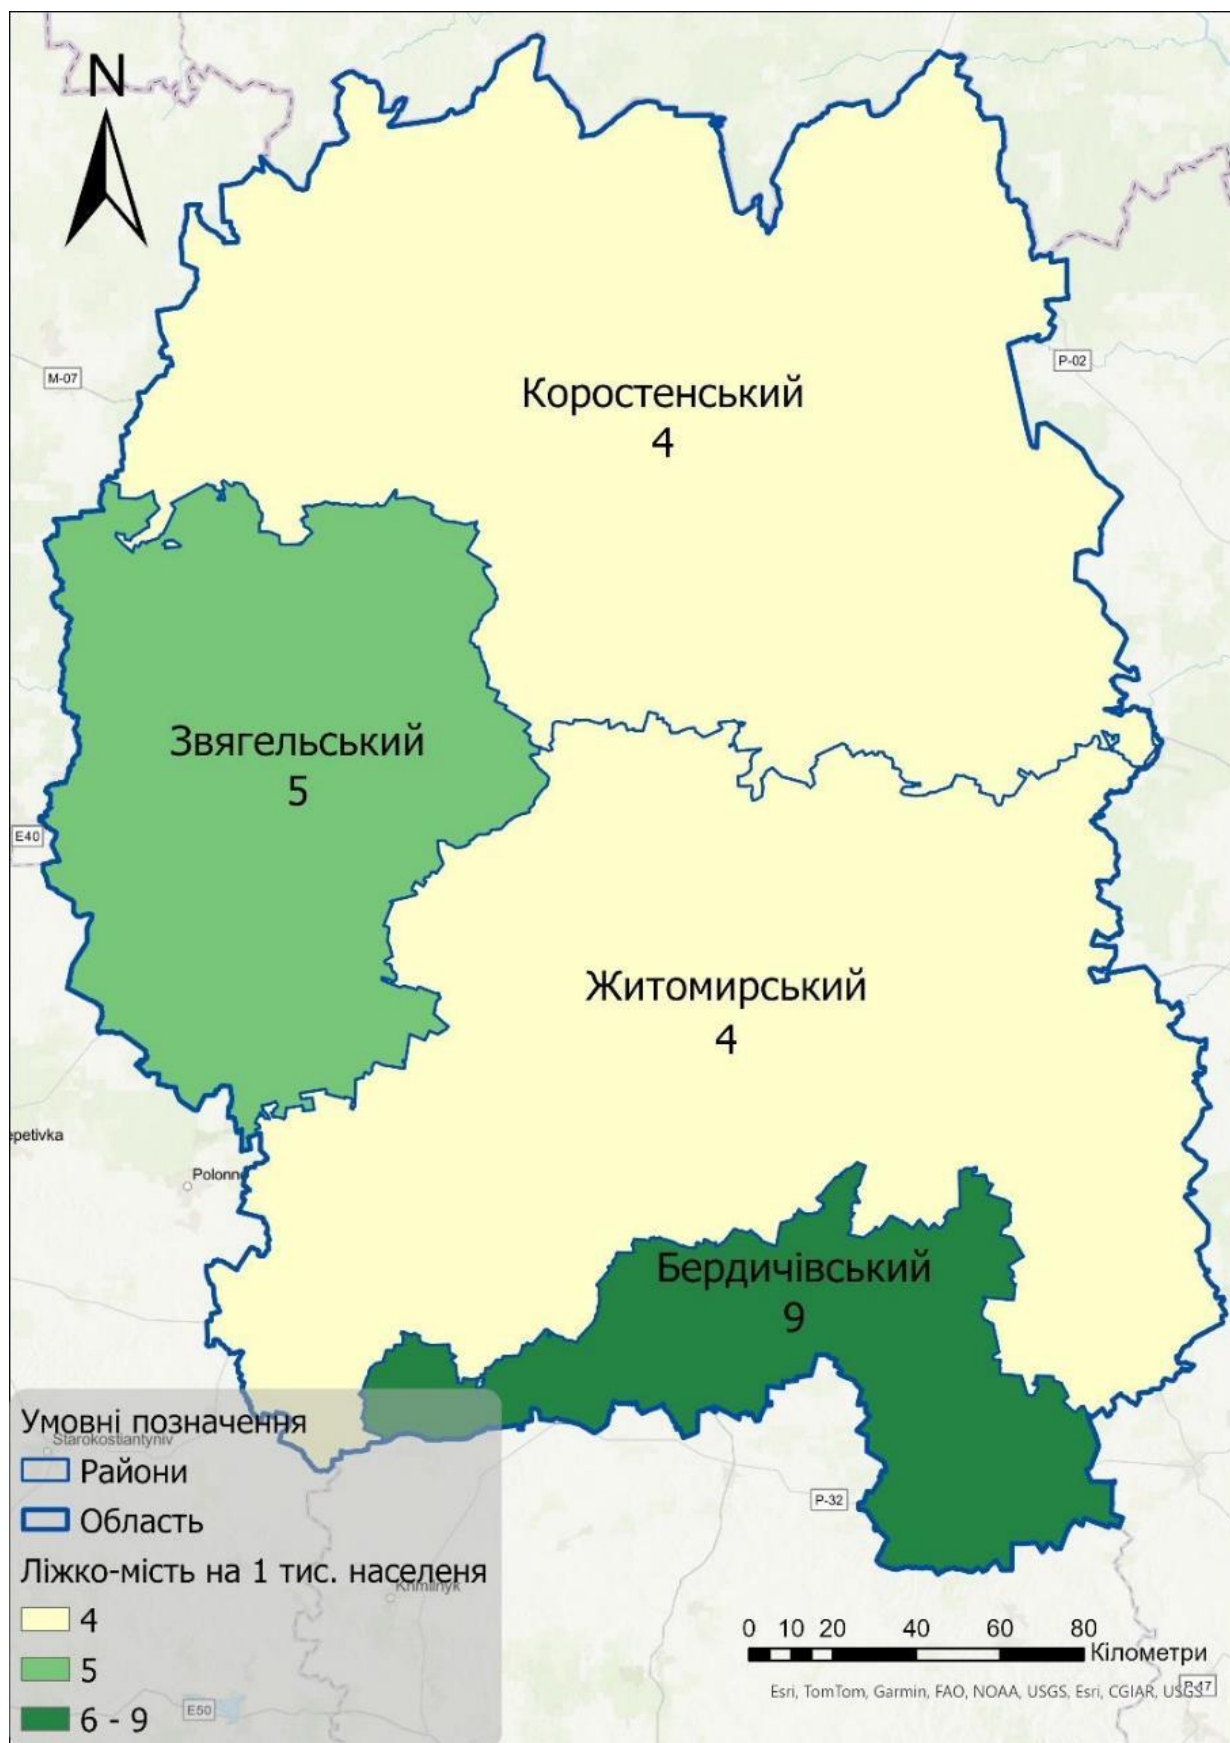 N
M-07
P-02
Коростенський
4
Звягельський
5
E40
Житомирський
4
epetivka
Polonne
Бердичівський
9
Умовні позначення
Starokostiantyniv
Райони
Область
P-32
Ліжко-мість на 1 тис. населеня
Khmilnyk
4
5
6 - 9
E50
0 10 20 40 60 80
Кілометри
P-17
Esri, TomTom, Garmin, FAO, NOAA, USGS, Esri, CGIAR, USGS